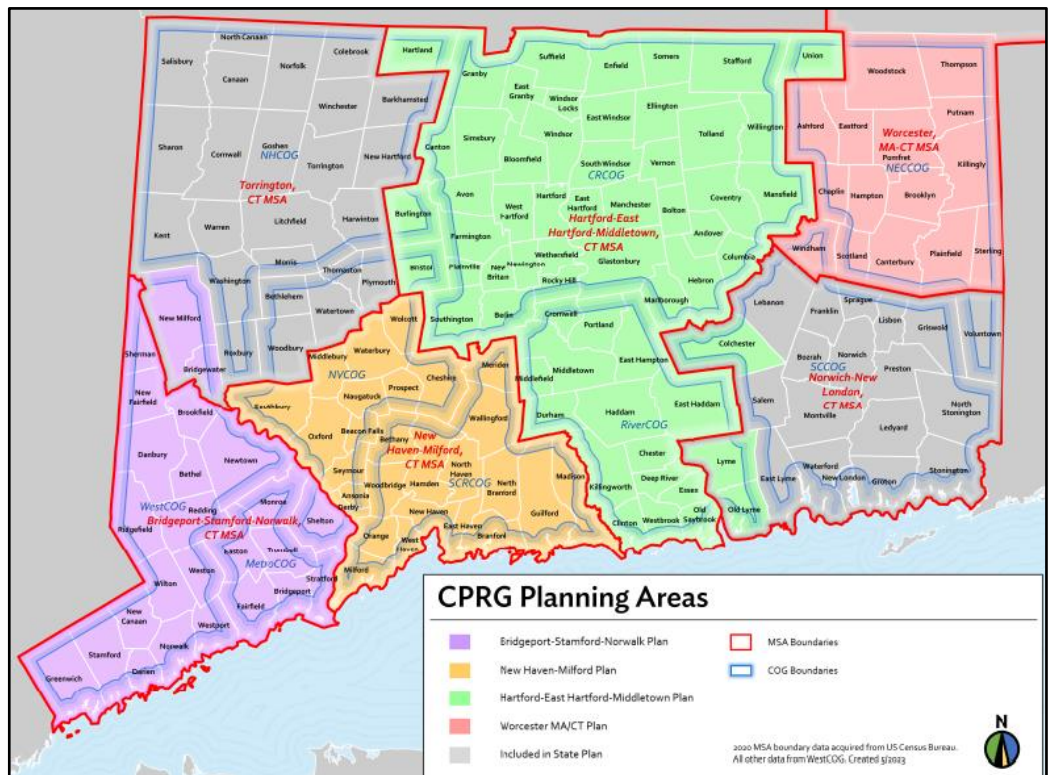 North Canaan
Colebrook
Hartland
Salisbury
Norfolk
Canaan
Suffield
Enfield
Somers
Stafford
Union
Granby
Woodstock
Thompson
East
Granby
Windsor
Locks
Winchester
Barkhamsted
East Windsor
Ellington
Putnam
Simsbury
Windsor
Tolland
Willington
Ashford
Eastford
Worcester,
MA-CT MSA
Pomfret
NECCOG
Killingly
Sharon
Cornwall
Goshen
NHCOG
Torrington
New Hartford
Canton
Bloomfield
South Windsor
CRCOG
Vernon
Torrington,
CT MSA
Avon
West
Hartford
Hartford
East
Hartford
Manchester
Bolton
Coventry
Mansfield
Chaplin
Hampton
Brooklyn
Litchfield
Harwinton
Burlington
Farmington
Hartford-East
Hartford-Middletown,
CT MSA
Andover
Kent
Warren
Wethersfield
Newington
Glastonbury
Columbia
Windham
Scotland
Canterbury
Plainfield
Sterling
Morris
Thomaston
Plymouth
Bristol
Plainville
New
Britan
Rocky Hill
Hebron
Washington
Bethlehem
Watertown
Marlborough
Lebanon
Franklin
Sprague
Lisbon
Griswold
Voluntown
New Milford
Wolcott
Southington
Berlin
Cromwell
Portland
Colchester
Sherman
Bridgewater
Roxbury
Woodbury
Middlebury
Waterbury
NVCOG
Cheshire
Meriden
Middlefield
Middletown
East Hampton
Bozrah
Norwich
SCCOG
Preston
Norwich-New
London,
CT MSA
New
Fairfield
Brookfield
Southbury
Naugatuck
Prospect
Wallingford
Durham
Haddam
East Haddam
RiverCOG
Salem
Montville
Ledyard
North
Stonington
Danbury
Bethel
Newtown
Oxford
Beacon Falls
Bethany
New
Haven-Milford,
CT MSA
Seymour
Woodbridge
Hamden
North
Haven
SCRCOG
North
Branford
Madison
Chester
Deep River
Lyme
Waterford
New London
Groton
Stonington
East Lyme
Monroe
Ansonia
Derby
Killingworth
Essex
WestCOG
Redding
Ridgefield
Bridgeport-Stamford-Norwalk,
CT MSA
Shelton
New Haven
Guilford
Clinton
Westbrook
Old
Saybrook
Old Lyme
Easton
Trumbull
Orange
West
Haven
East Haven
Branford
Weston
MetroCOG
Stratford
Milford
Wilton
Bridgeport
Fairfield
New
Canaan
Westport
Stamford
Norwalk
Darien
Greenwich
CPRG Planning Areas
Bridgeport-Stamford-Norwalk Plan
New Haven-Milford Plan
Hartford-East Hartford-Middletown Plan
Worcester MA/CT Plan
Included in State Plan
MSA Boundaries
COG Boundaries
2020 MSA boundary data acquired from US Census Bureau.
All other data from WestCOG. Created 5/2023
N